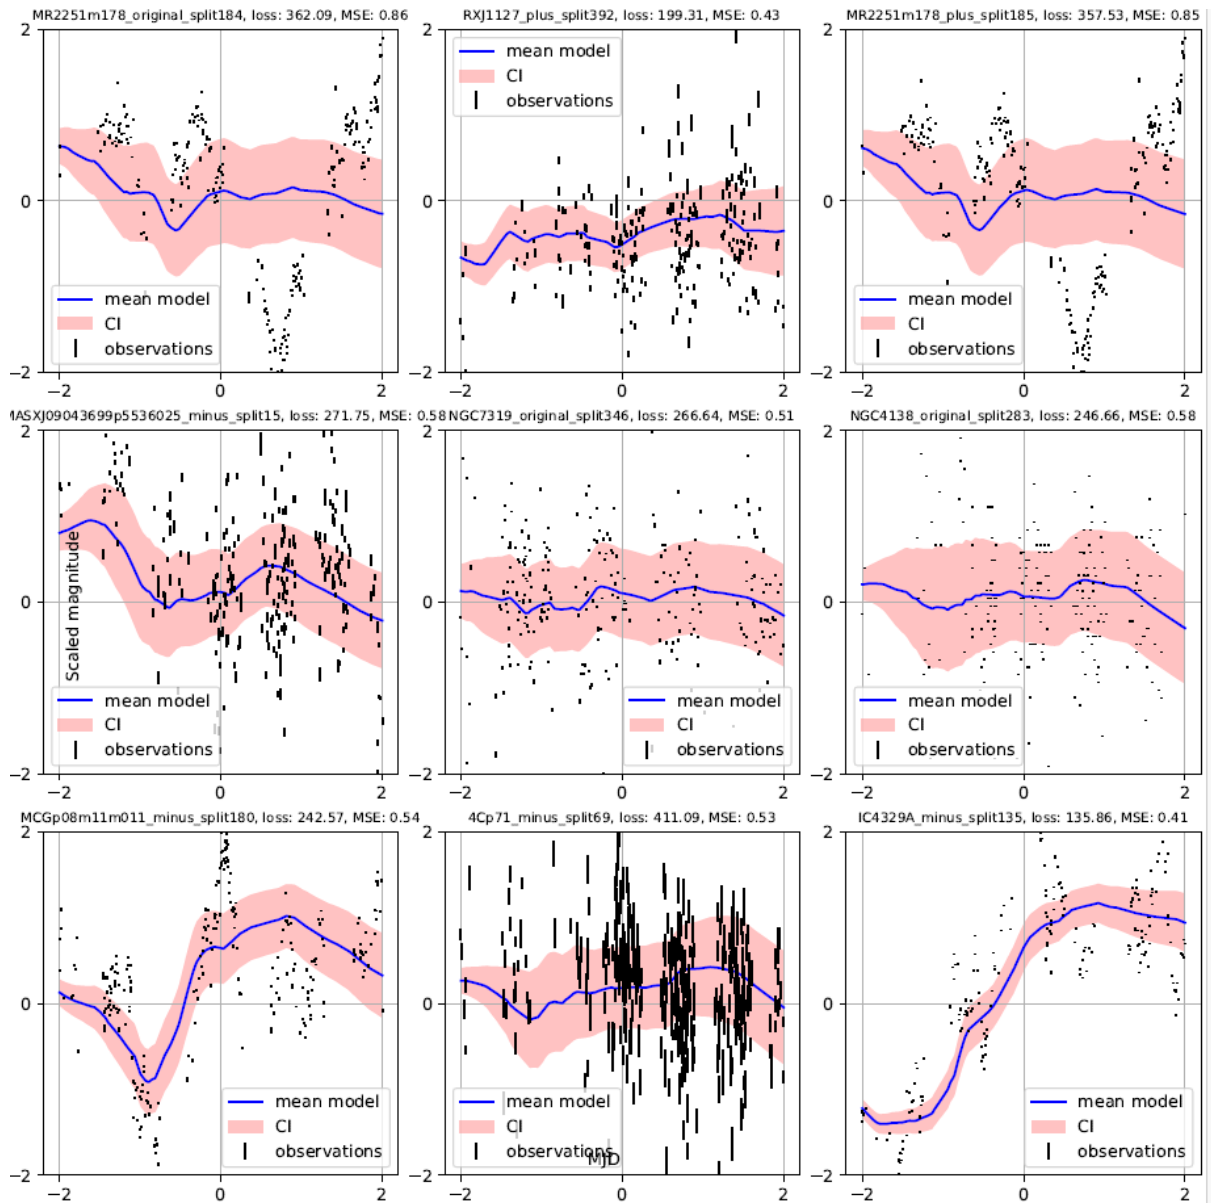 MR2251m178_original_split184, loss: 362.09, MSE: 0.86
2
0
−2
mean model
CI
observations
−2 0 2
RXJ1127_plus_split392, loss: 199.31, MSE: 0.43
2
mean model
CI
observations
0
−2
−2 0 2
MR2251m178_plus_split185, loss: 357.53, MSE: 0.85
2
0
−2
mean model
CI
observations
−2 0 2
MASXJ09043699p5536025_minus_split15, loss: 271.75, MSE: 0.58
2
0
−2
Scaled magnitude
mean model
CI
observations
−2 0 2
NGC7319_original_split346, loss: 266.64, MSE: 0.51
2
0
−2
mean model
CI
observations
−2 0 2
NGC4138_original_split283, loss: 246.66, MSE: 0.58
2
0
−2
mean model
CI
observations
−2 0 2
MCGp08m11m011_minus_split180, loss: 242.57, MSE: 0.54
2
0
−2
mean model
CI
observations
−2 0 2
4Cp71_minus_split69, loss: 411.09, MSE: 0.53
2
0
−2
mean model
CI
observations
MJD
−2 0 2
IC4329A_minus_split135, loss: 135.86, MSE: 0.41
2
0
−2
mean model
CI
observations
−2 0 2